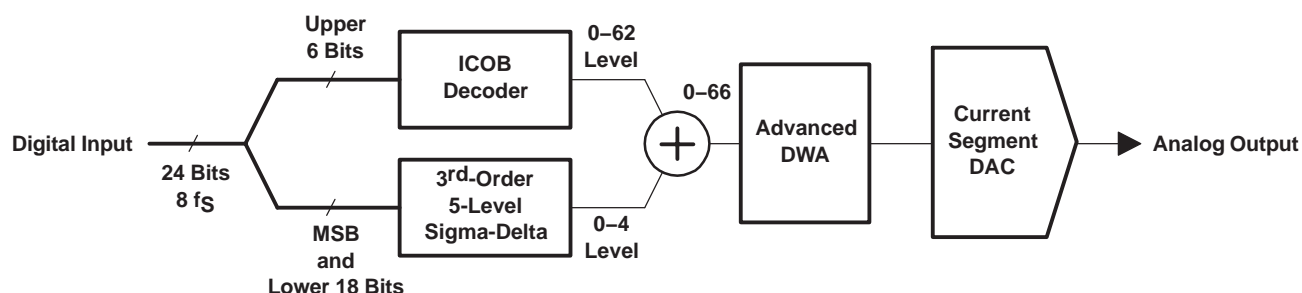 Upper
6 Bits
ICOB
Decoder
0–62
Level
0–66
Digital Input
24 Bits
8 fS
+
Advanced
DWA
Current
Segment
DAC
Analog Output
3rd-Order
5-Level
Sigma-Delta
0–4
Level
MSB
and
Lower 18 Bits